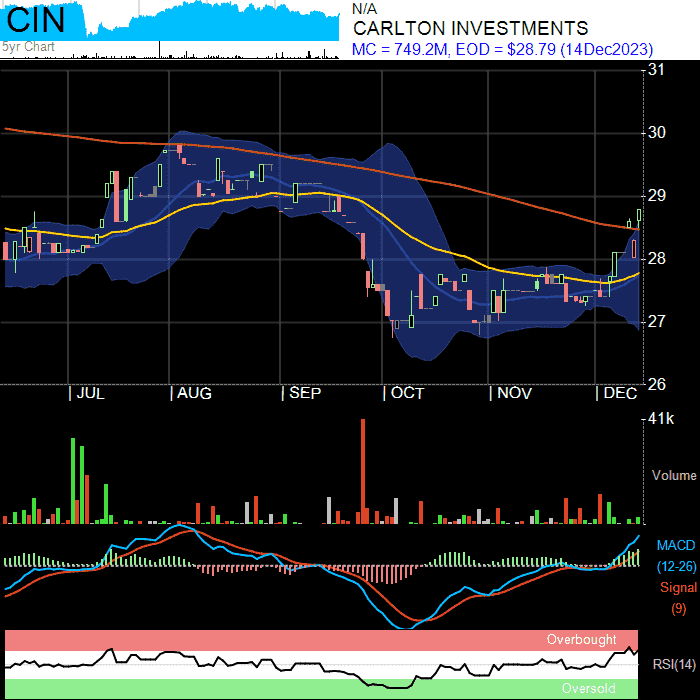 CIN
5yr Chart
N/A
CARLTON INVESTMENTS
MC = 749.2M, EOD = $28.79 (14Dec2023)
31
30
29
28
27
26
JUL
AUG
SEP
OCT
NOV
DEC
41k
Volume
MACD
(12-26)
Signal
(9)
Overbought
RSI(14)
Oversold